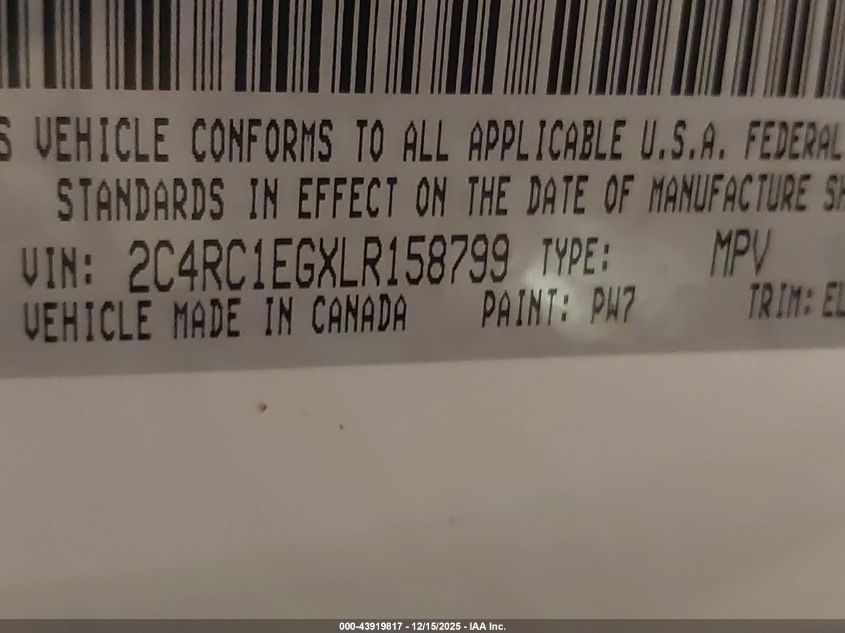 S VEHICLE CONFORMS TO ALL APPLICABLE U.S.A. FEDERAL
STANDARDS IN EFFECT ON THE DATE OF MANUFACTURE SH
VIN: 2C4RC1EGXLR158799 TYPE: MPV
VEHICLE MADE IN CANADA PAINT: PW7 TRIM: EL
000-43919817 - 12/15/2025 - IAA Inc.